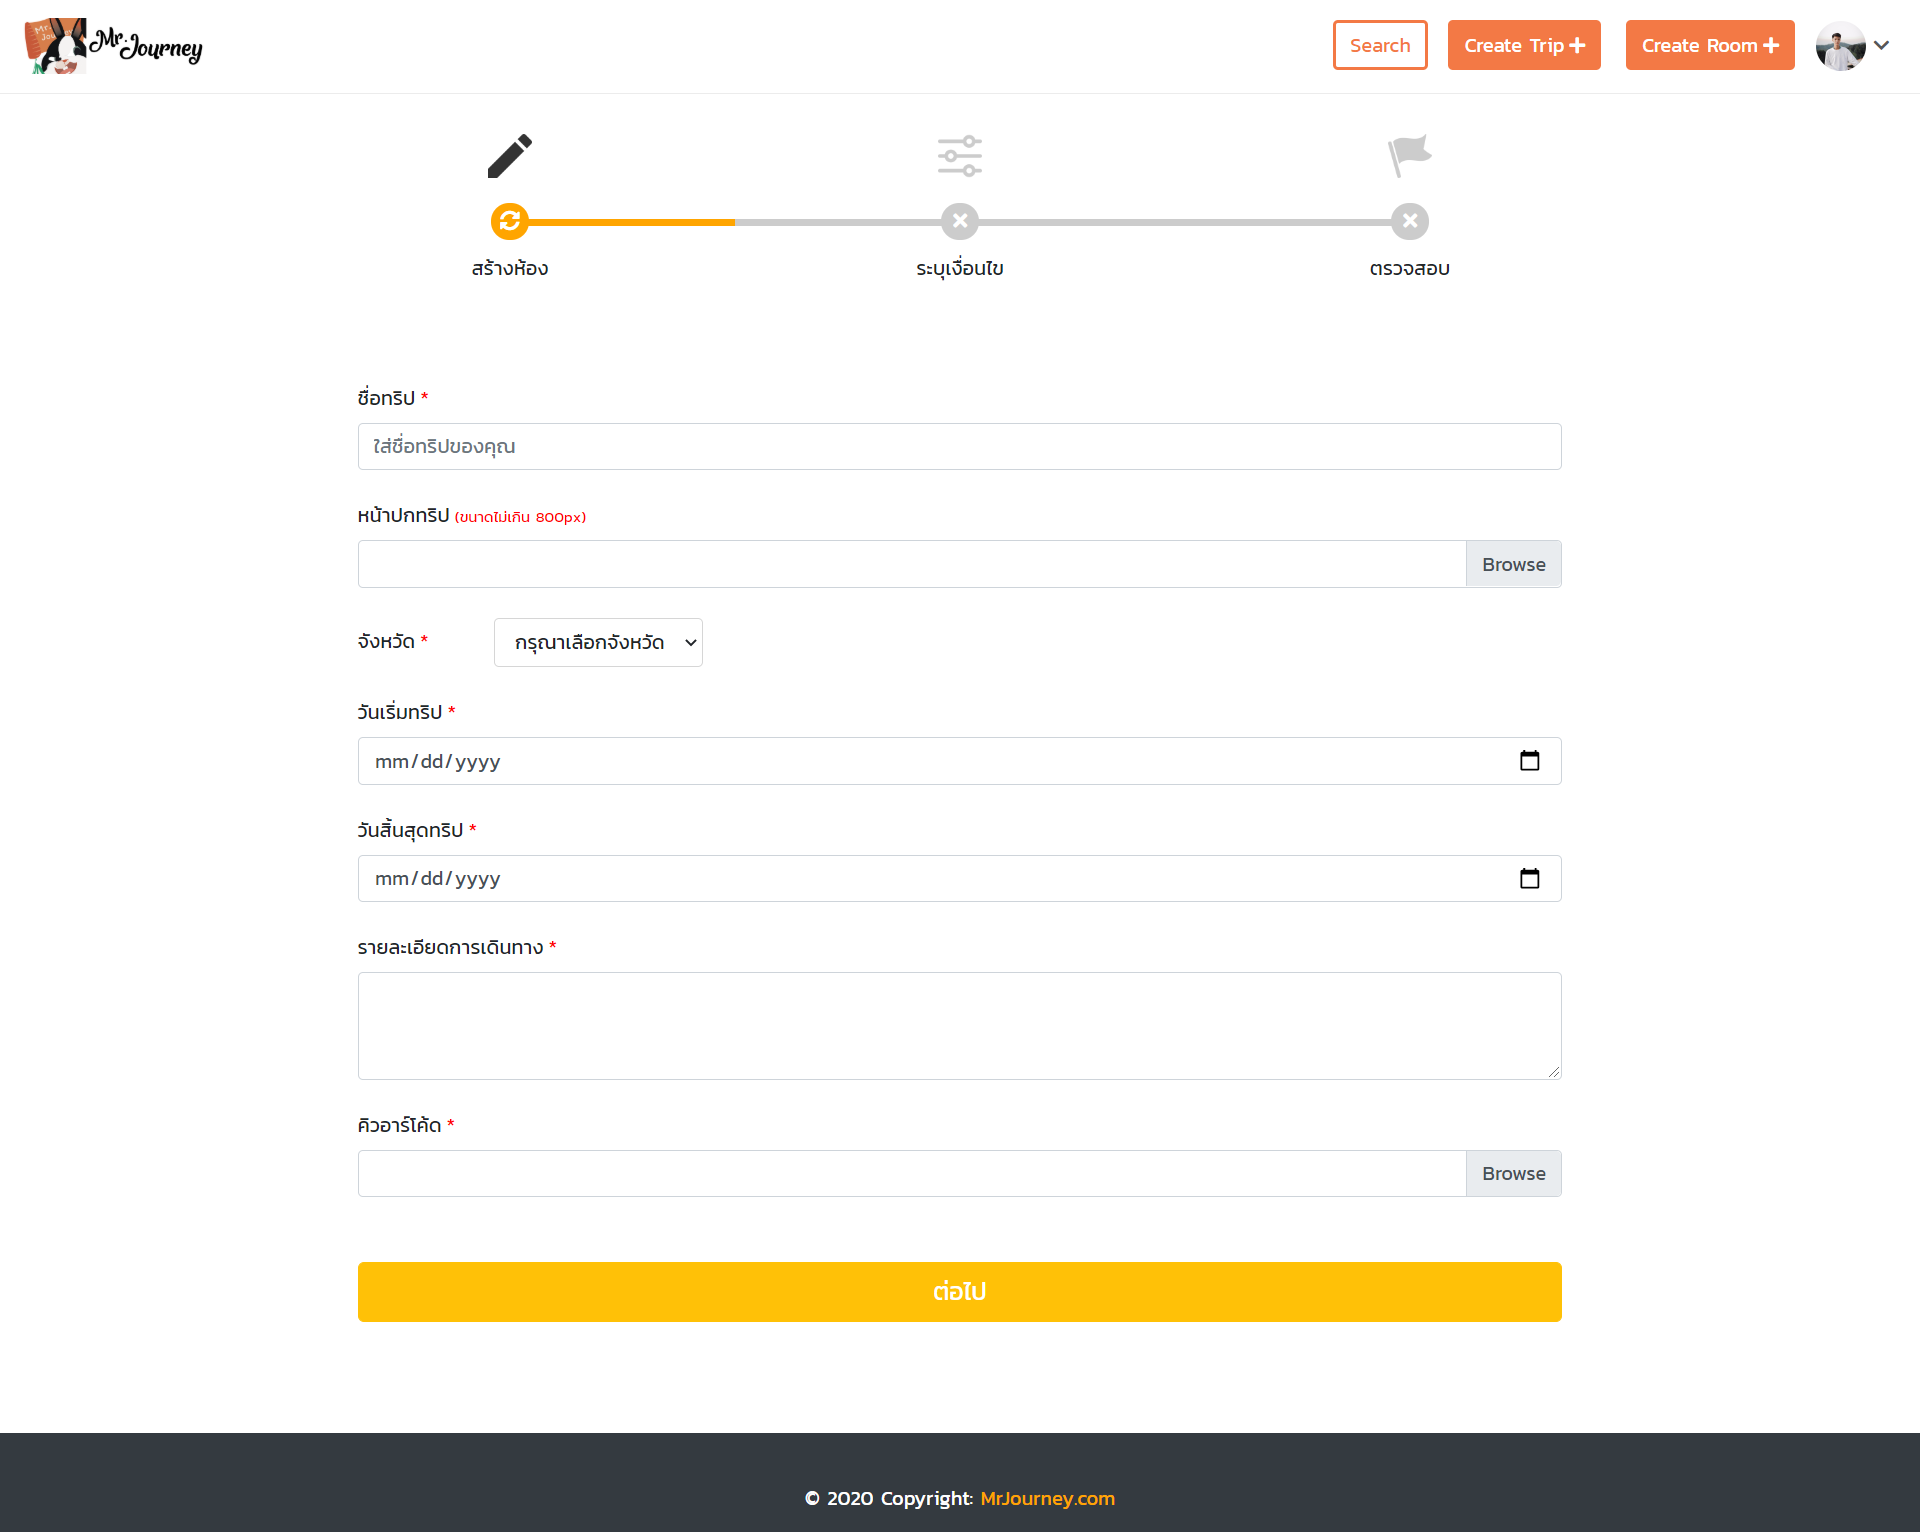 Mr.Journey
Search
Create Trip
Create Room
สร้างห้อง
ระบุเงื่อนไข
ตรวจสอบ
ชื่อทริป *
ใส่ชื่อทริปของคุณ
หน้าปกทริป (ขนาดไม่เกิน 800px)
Browse
จังหวัด *
กรุณาเลือกจังหวัด
วันเริ่มทริป *
mm/dd/yyyy
วันสิ้นสุดทริป *
mm/dd/yyyy
รายละเอียดการเดินทาง *
คิวอาร์โค้ด *
Browse
ต่อไป
© 2020 Copyright: MrJourney.com